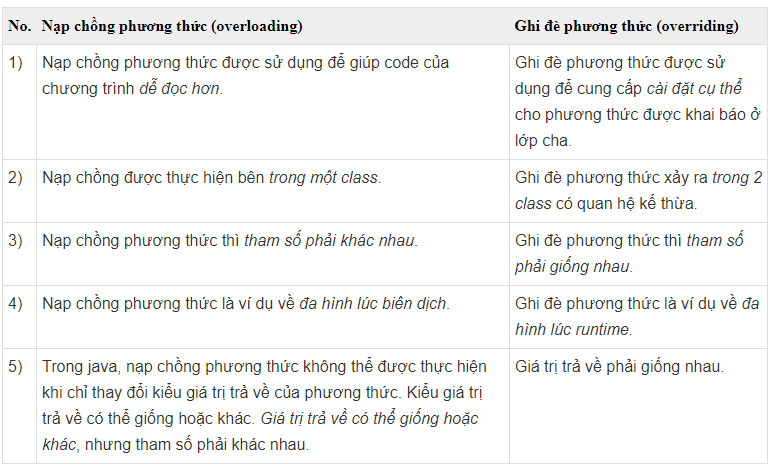 No. Nạp chồng phương thức (overloading) Ghi đè phương thức (overriding)
1) Nạp chồng phương thức được sử dụng để giúp code của
chương trình dễ đọc hơn.
Ghi đè phương thức được sử
dụng để cung cấp cài đặt cụ thể
cho phương thức được khai báo ở
lớp cha.
2) Nạp chồng được thực hiện bên trong một class.
Ghi đè phương thức xảy ra trong 2
class có quan hệ kế thừa.
3) Nạp chồng phương thức thì tham số phải khác nhau.
Ghi đè phương thức thì tham số
phải giống nhau.
4) Nạp chồng phương thức là ví dụ về đa hình lúc biên dịch.
Ghi đè phương thức là ví dụ về đa
hình lúc runtime.
5) Trong java, nạp chồng phương thức không thể được thực hiện
khi chỉ thay đổi kiểu giá trị trả về của phương thức. Kiểu giá trị
trả về có thể giống hoặc khác. Giá trị trả về có thể giống hoặc
khác, nhưng tham số phải khác nhau.
Giá trị trả về phải giống nhau.